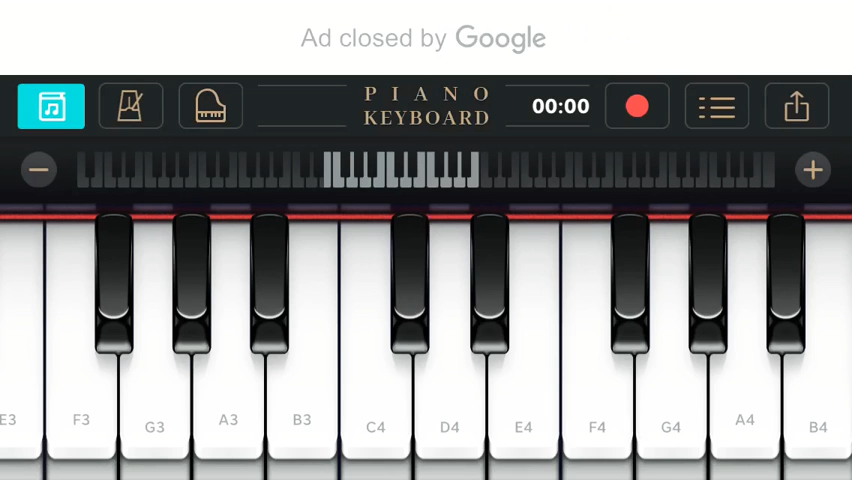 Ad closed by Google
PIANO
KEYBOARD
00:00
E3
F3
G3
A3
B3
C4
D4
E4
F4
G4
A4
B4